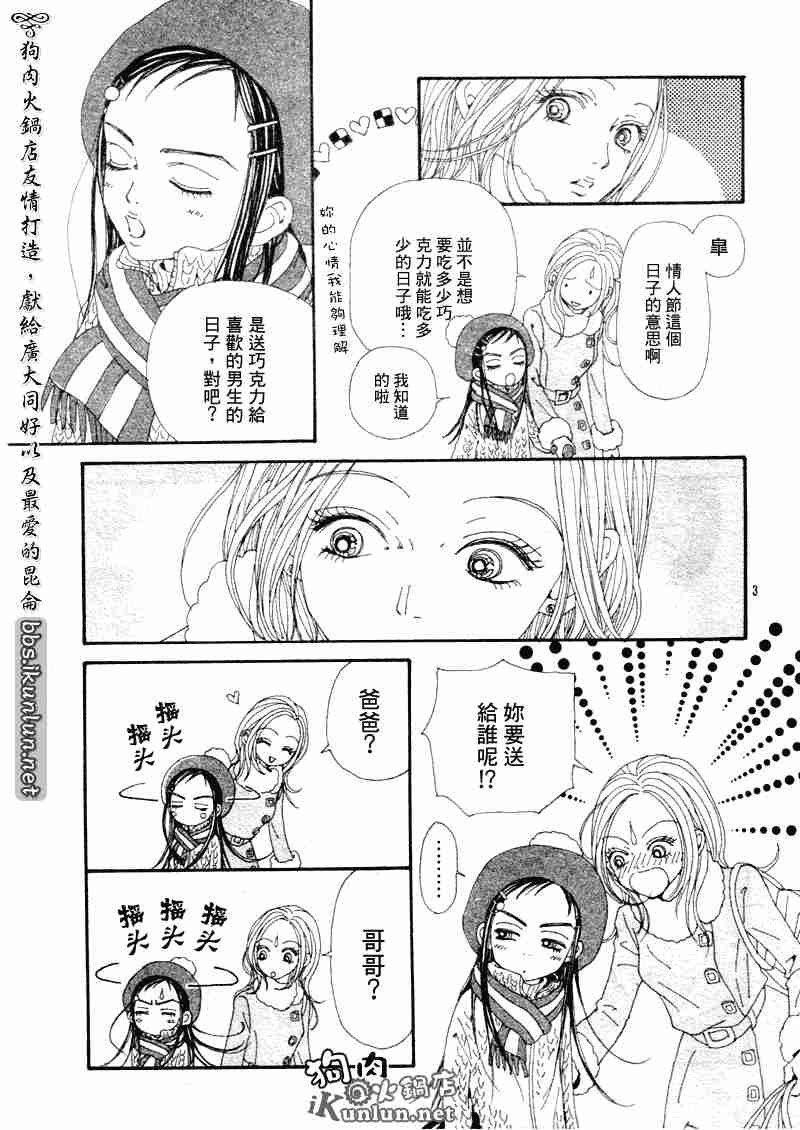 皐
情人節這個
日子的意思啊
並不是想
要吃多少巧
克力就能吃多
少的日子哦…
我知道
的啦
妳的心情我能夠理解
是送巧克力給
喜歡的男生的
日子，對吧？
3
妳要送
給誰呢!?
……
爸爸？
搖头
搖头
哥哥？
搖头
搖头
搖头
狗肉火鍋店友情打造，獻給廣大同好以及最愛的昆侖
bbs.ikunlun.net
狗肉
火鍋店
iKunlun.net